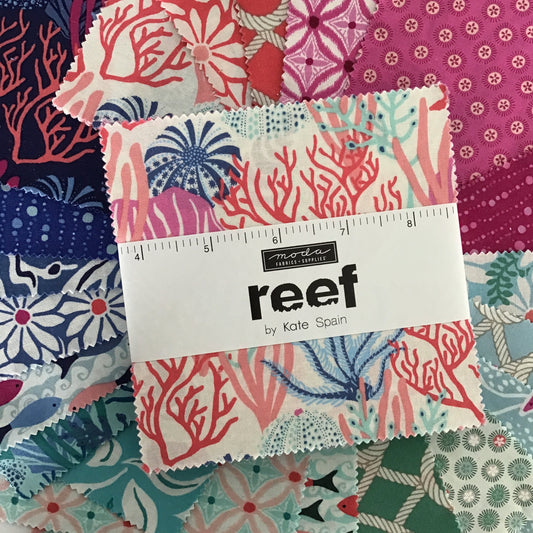 4 5 6 7 8
moda
FABRICS + SUPPLIES
reef
by Kate Spain